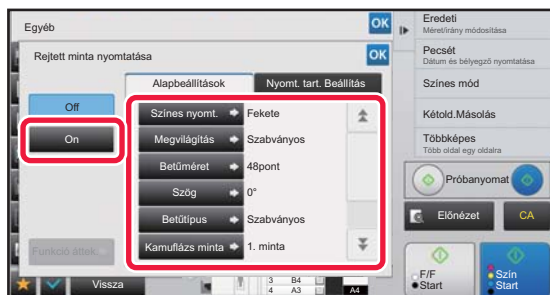 Egyéb
OK
Rejtett minta nyomtatása
OK
Alapbeállítások
Nyomt. tart. Beállítás
Off
On
Színes nyomt.
Fekete
Megvilágítás
Szabványos
Betűméret
48pont
Szög
0°
Betűtípus
Szabványos
Kamuflázs minta
1. minta
Funkció áttek.
Vissza
3 B4
4 A3
A4
Eredeti
Méret/irány módosítása
Pecsét
Dátum és bélyegző nyomtatása
Színes mód
Kétold.Másolás
Többképes
Több oldal egy oldalra
Próbanyomat
Előnézet
CA
F/F
Start
Szín
Start